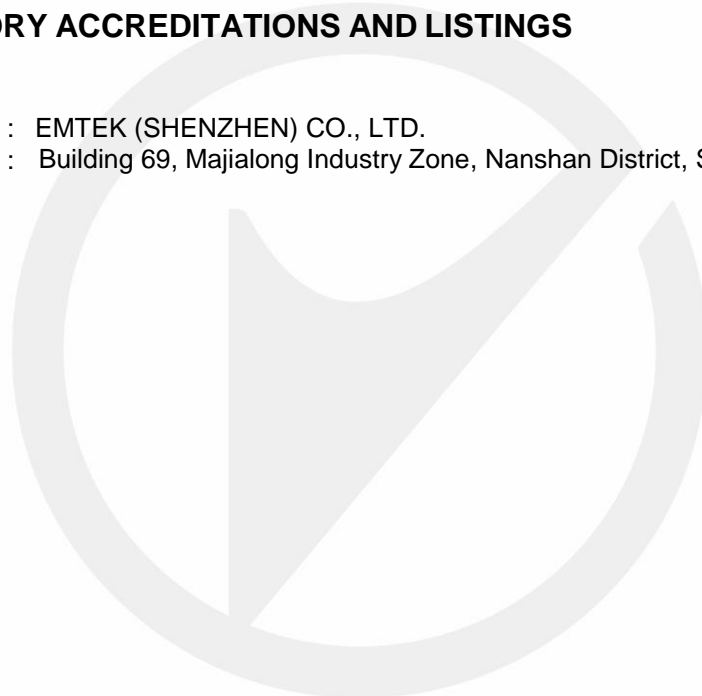 ORY ACCREDITATIONS AND LISTINGS
: EMTEK (SHENZHEN) CO., LTD.
: Building 69, Majialong Industry Zone, Nanshan District, S